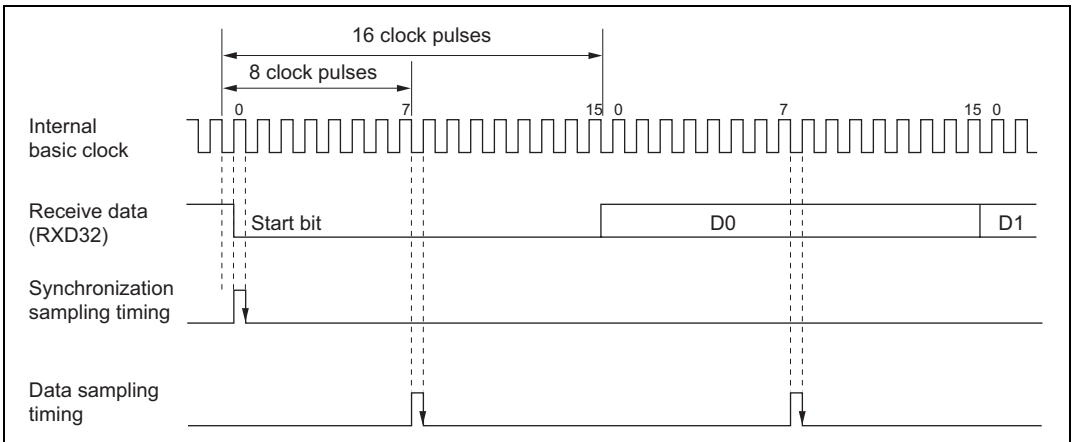 16 clock pulses
8 clock pulses
0 7 15 0 7 15 0
Internal
basic clock
Receive data
(RXD32)
Start bit D0 D1
Synchronization
sampling timing
Data sampling
timing